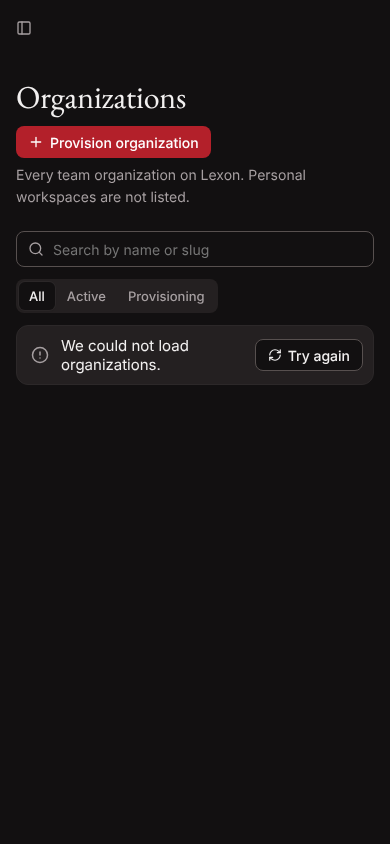 Organizations
Provision organization
Every team organization on Lexon. Personal
workspaces are not listed.
Search by name or slug
All Active Provisioning
We could not load
organizations.
Try again